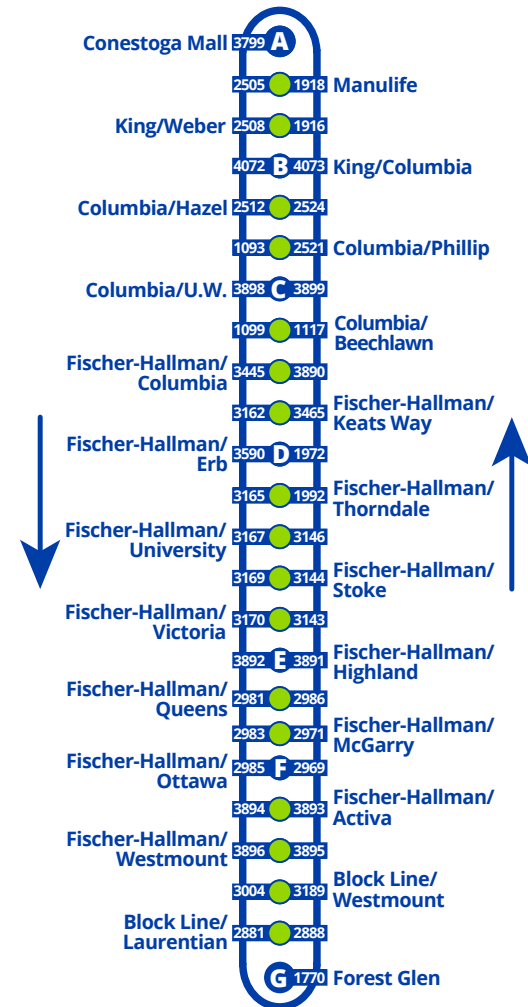 Conestoga Mall 3799 A
2505 1918 Manulife
King/Weber 2508 1916
4072 B 4073 King/Columbia
Columbia/Hazel 2512 2524
1093 2521 Columbia/Phillip
Columbia/U.W. 3898 C 3899
1099 1117 Columbia/
Beechlawn
Fischer-Hallman/
Columbia 3445 3890
3162 3465 Fischer-Hallman/
Keats Way
Fischer-Hallman/
Erb 3590 D 1972
3165 1992 Fischer-Hallman/
Thorndale
Fischer-Hallman/
University 3167 3146
3169 3144 Fischer-Hallman/
Stoke
Fischer-Hallman/
Victoria 3170 3143
3892 E 3891 Fischer-Hallman/
Highland
Fischer-Hallman/
Queens 2981 2986
2983 2971 Fischer-Hallman/
McGarry
Fischer-Hallman/
Ottawa 2985 F 2969
3894 3893 Fischer-Hallman/
Activa
Fischer-Hallman/
Westmount 3896 3895
3004 3189 Block Line/
Westmount
Block Line/
Laurentian 2881 2888
G 1770 Forest Glen